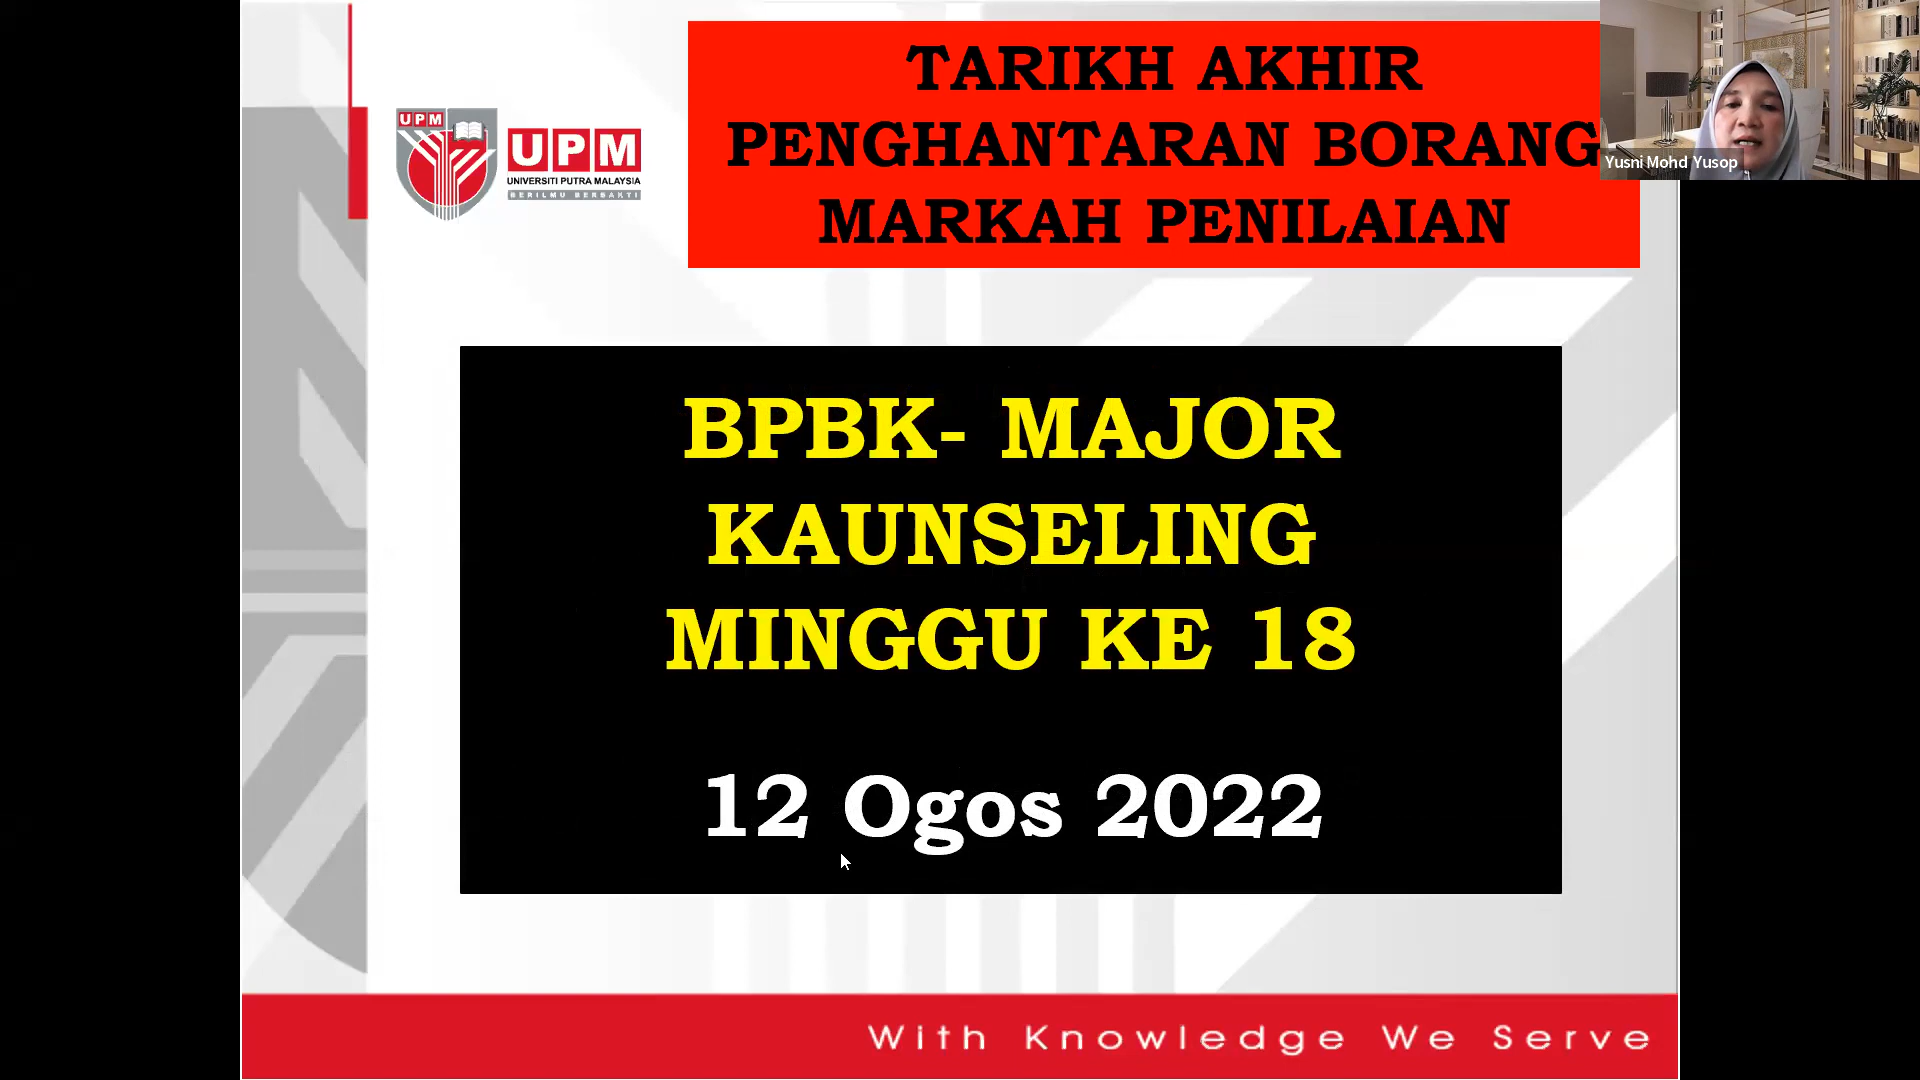 TARIKH AKHIR
PENGHANTARAN BORANG
MARKAH PENILAIAN
Yusni Mohd Yusop
UPM
UPM
UNIVERSITI PUTRA MALAYSIA
BERILMU BERBAKTI
BPBK- MAJOR
KAUNSELING
MINGGU KE 18
12 Ogos 2022
With Knowledge We Serve